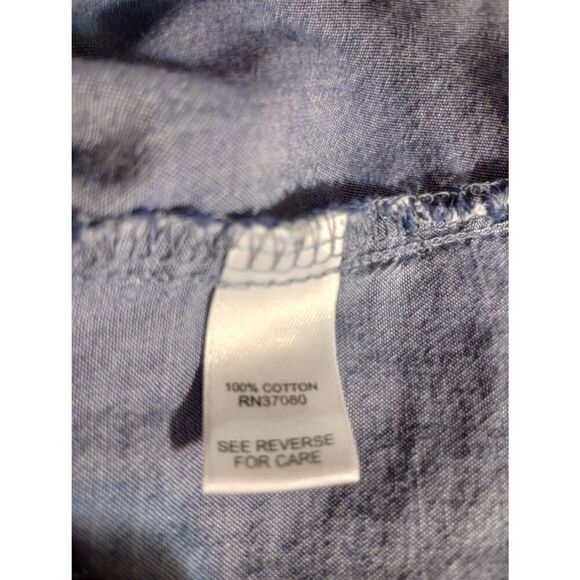 100% COTTON
RN37080
SEE REVERSE
FOR CARE